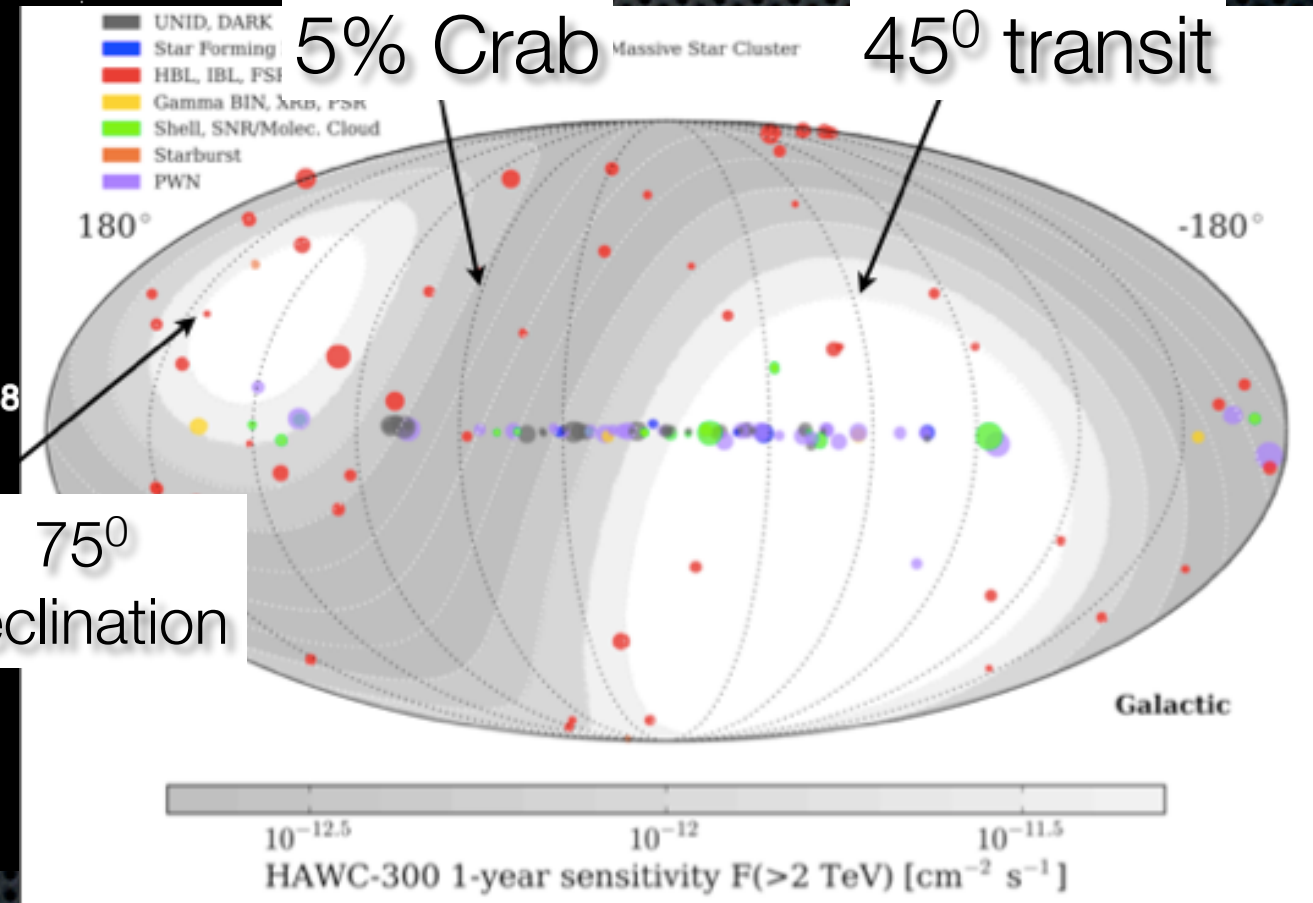 UNID, DARK
Star Forming
5% Crab
Massive Star Cluster
45⁰ transit
HBL, IBL, FSR
Gamma BIN, XRB, PSR
Shell, SNR/Molec. Cloud
Starburst
PWN
180°
-180°
8
75⁰
eclination
Galactic
10⁻¹²·⁵
10⁻¹²
10⁻¹¹·⁵
HAWC-300 1-year sensitivity F(>2 TeV) [cm⁻² s⁻¹]